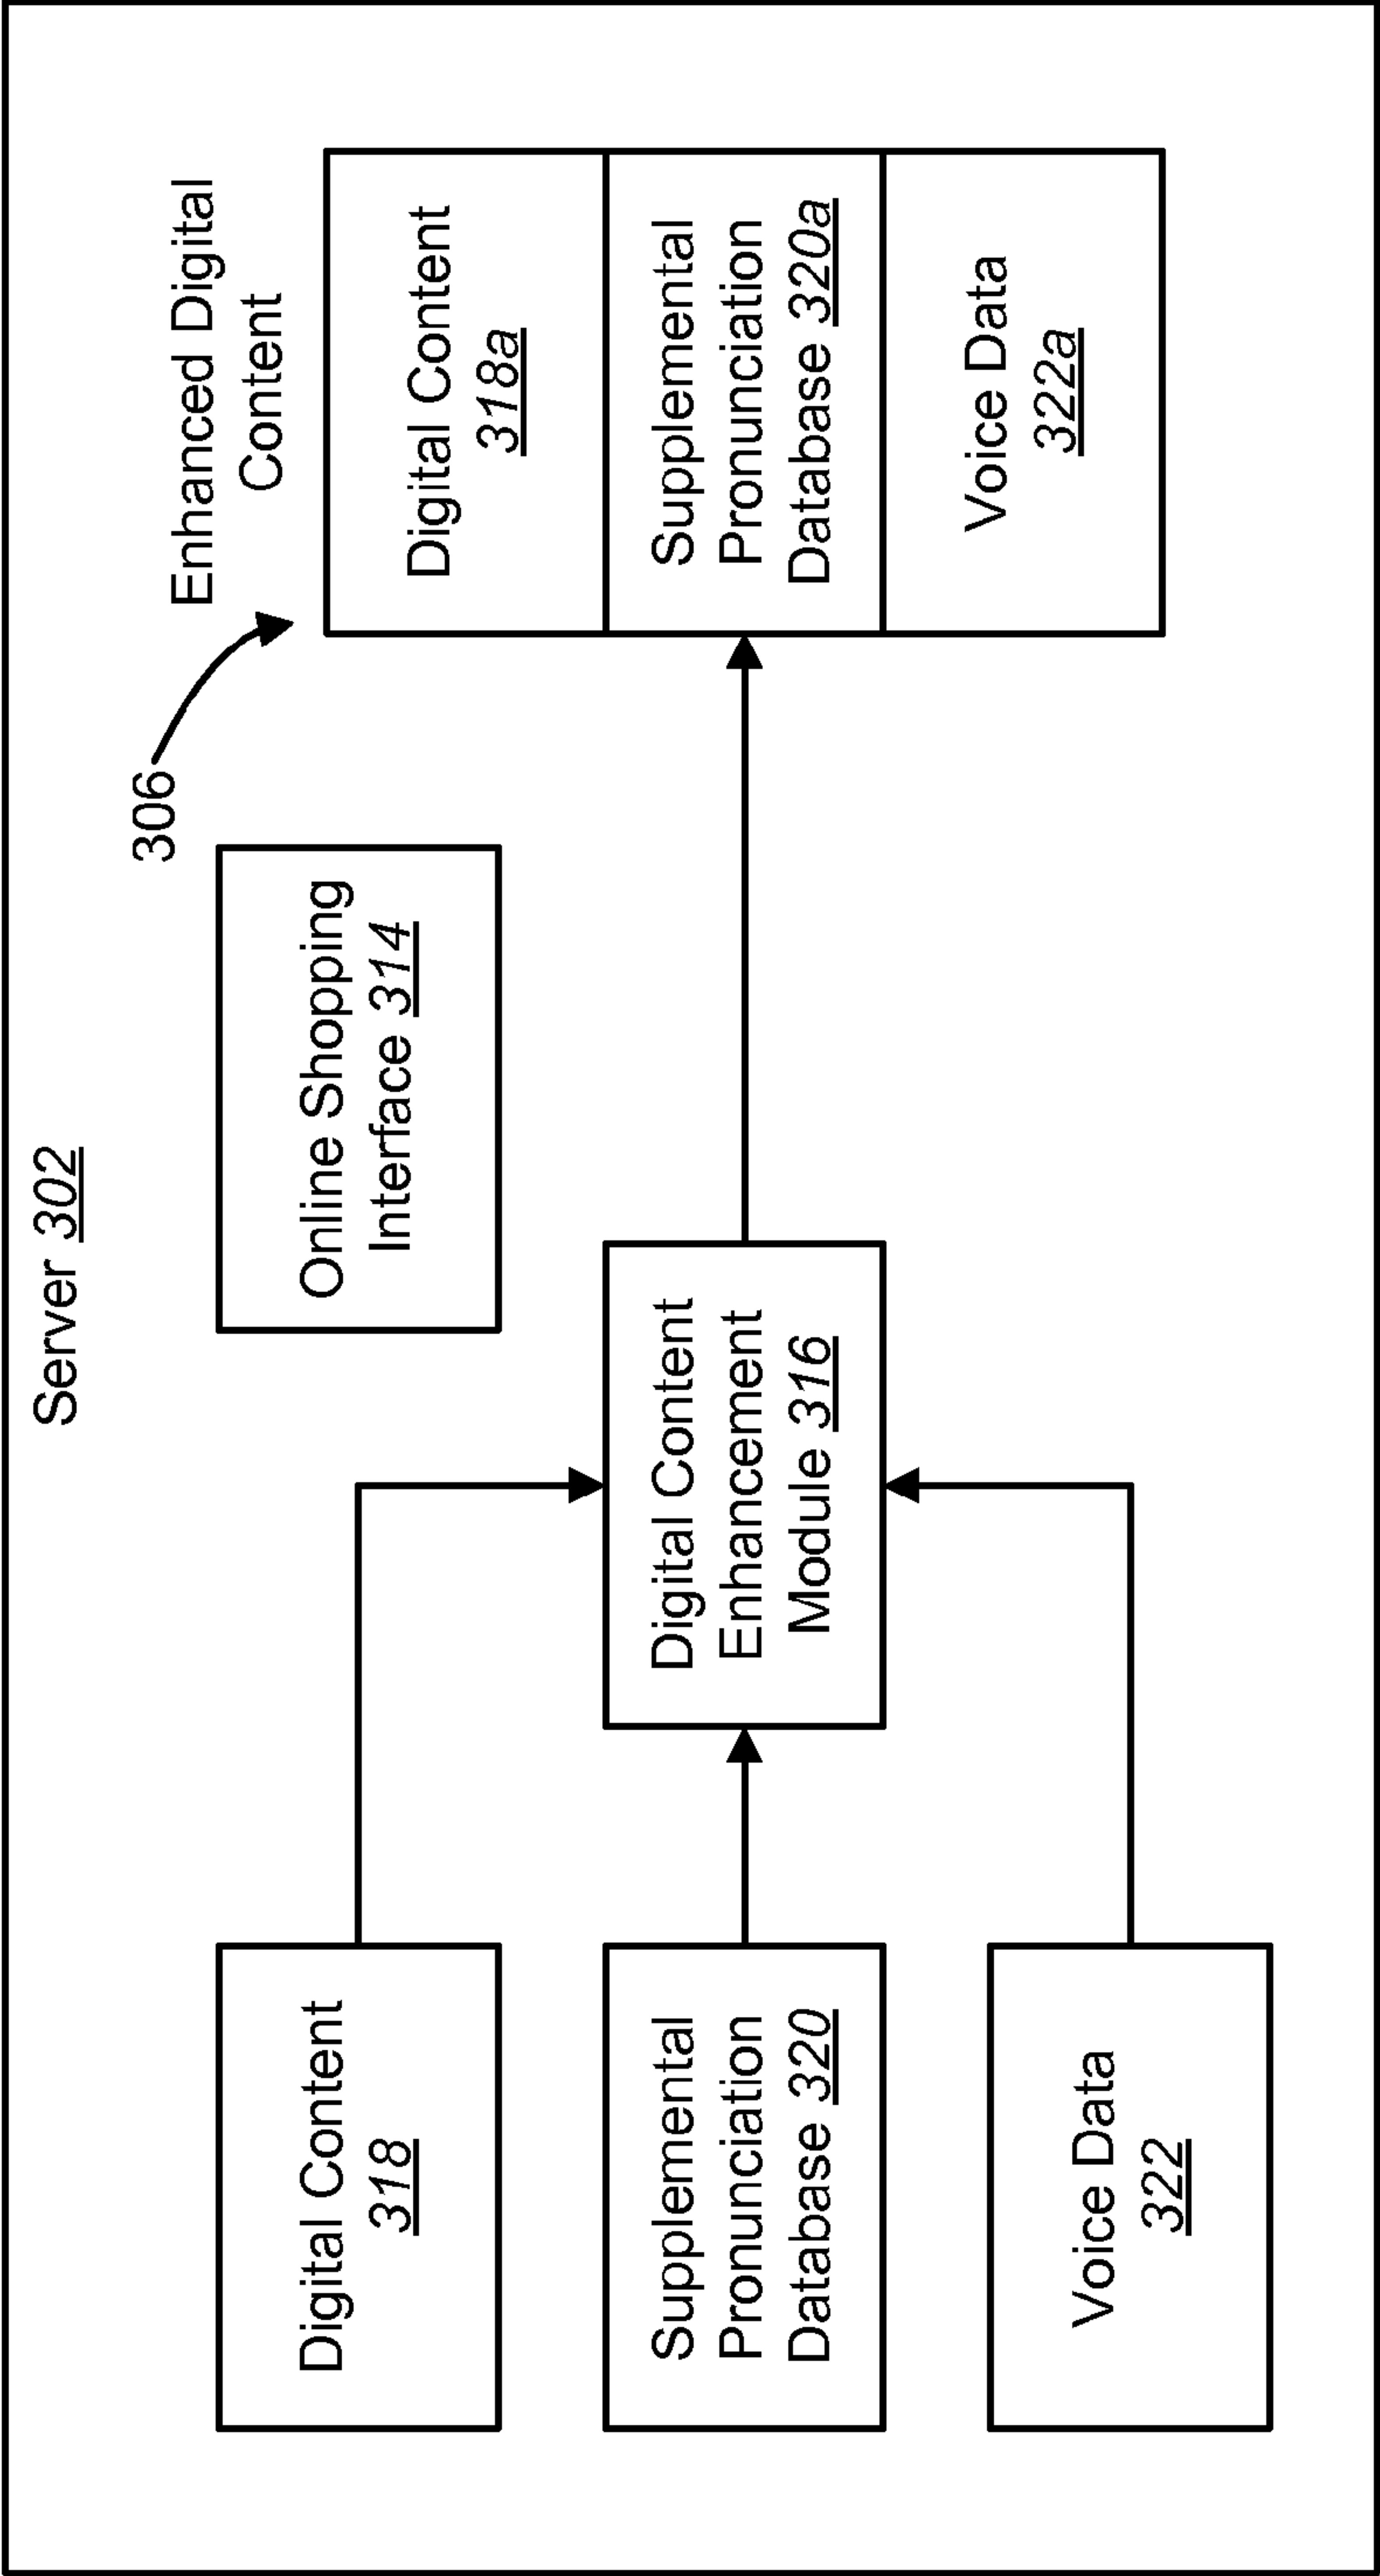 Server 302
Digital Content
318
Supplemental
Pronunciation
Database 320
Voice Data
322
Online Shopping
Interface 314
Digital Content
Enhancement
Module 316
306
Enhanced Digital
Content
Digital Content
318a
Supplemental
Pronunciation
Database 320a
Voice Data
322a